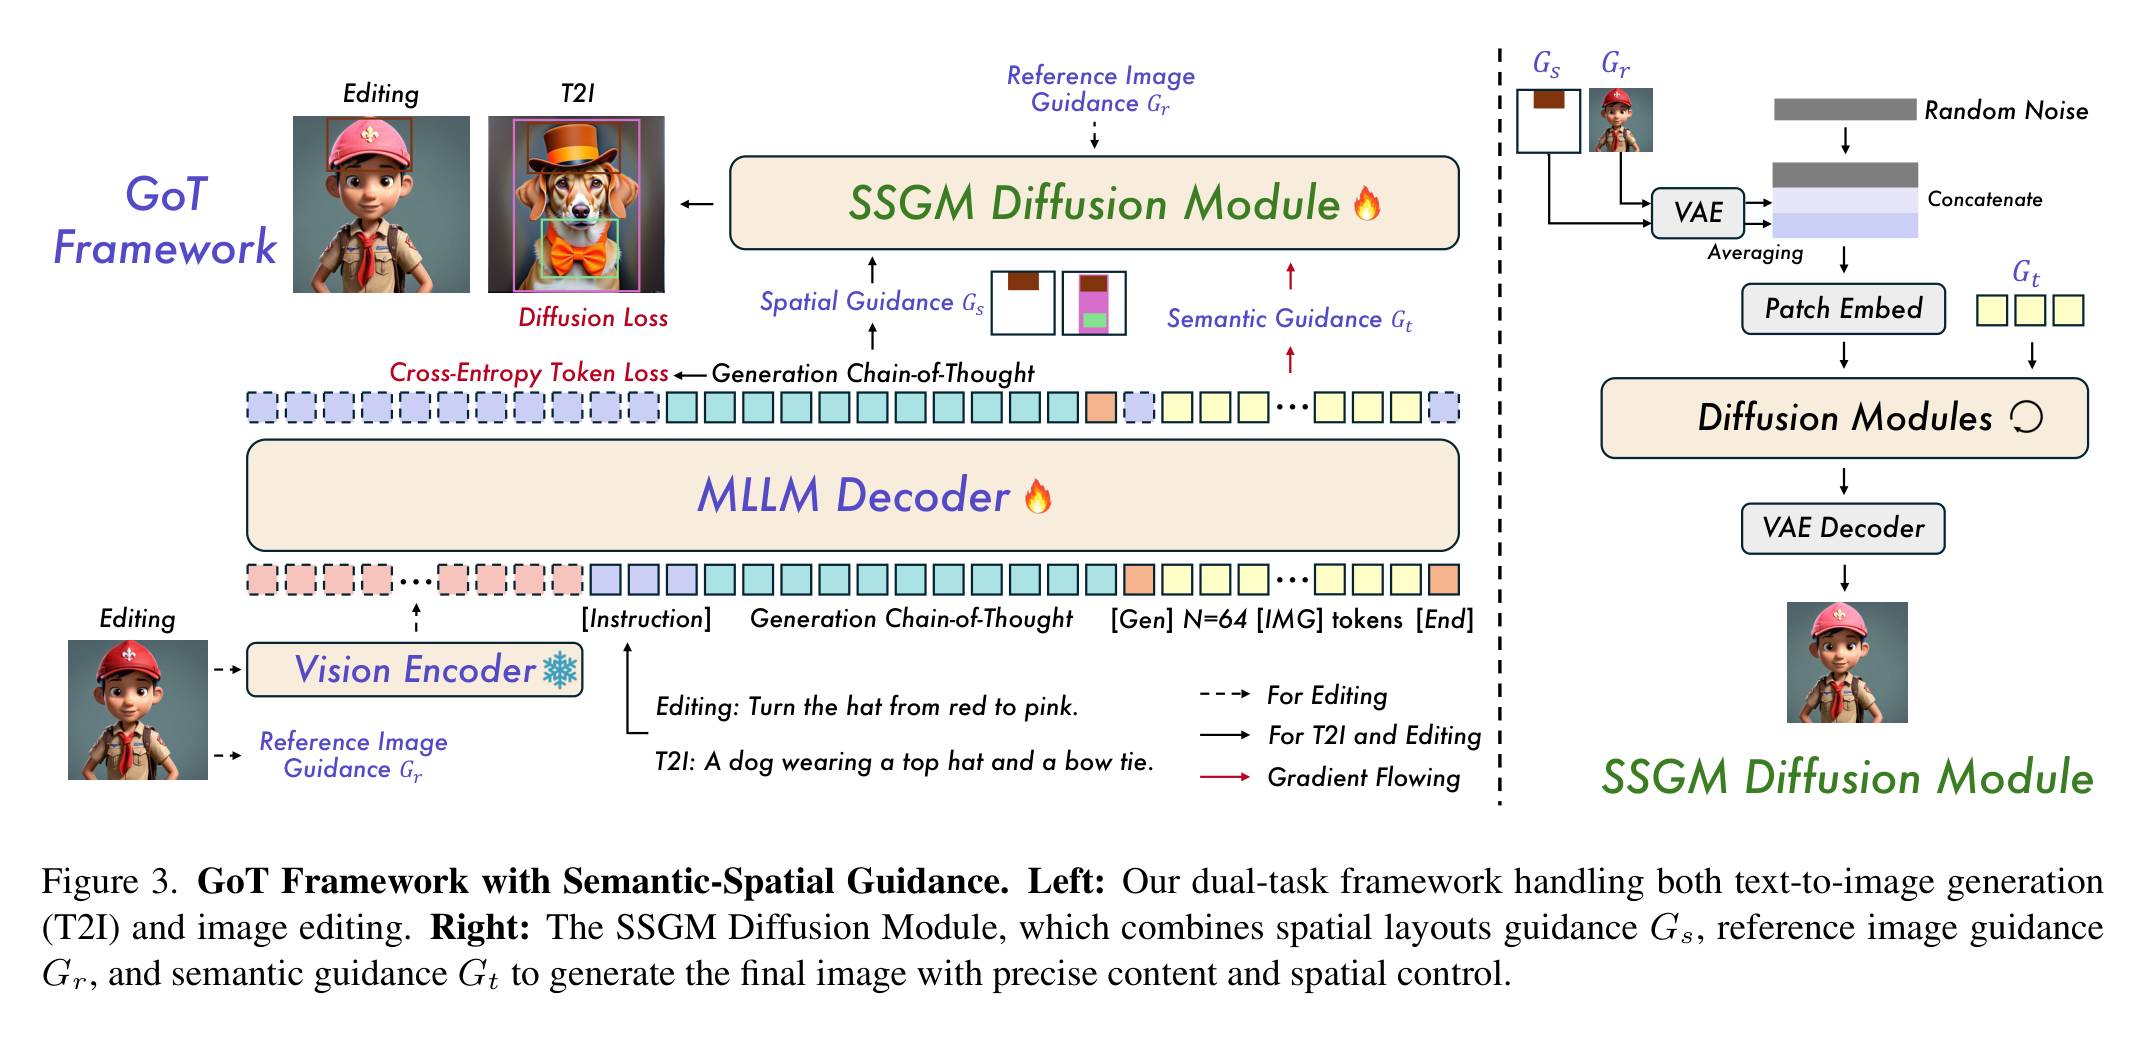 GoT
Framework
Editing
T2I
Diffusion Loss
Reference Image
Guidance G_r
SSGM Diffusion Module
Spatial Guidance G_s
Semantic Guidance G_t
Cross-Entropy Token Loss
Generation Chain-of-Thought
MLLM Decoder
[Instruction]
Generation Chain-of-Thought
[Gen] N=64 [IMG] tokens [End]
Editing
Vision Encoder
Reference Image
Guidance G_r
Editing: Turn the hat from red to pink.
T2I: A dog wearing a top hat and a bow tie.
For Editing
For T2I and Editing
Gradient Flowing
G_s
G_r
Random Noise
VAE
Concatenate
Averaging
G_t
Patch Embed
Diffusion Modules
VAE Decoder
SSGM Diffusion Module
Figure 3. GoT Framework with Semantic-Spatial Guidance. Left: Our dual-task framework handling both text-to-image generation
(T2I) and image editing. Right: The SSGM Diffusion Module, which combines spatial layouts guidance G_s, reference image guidance
G_r, and semantic guidance G_t to generate the final image with precise content and spatial control.